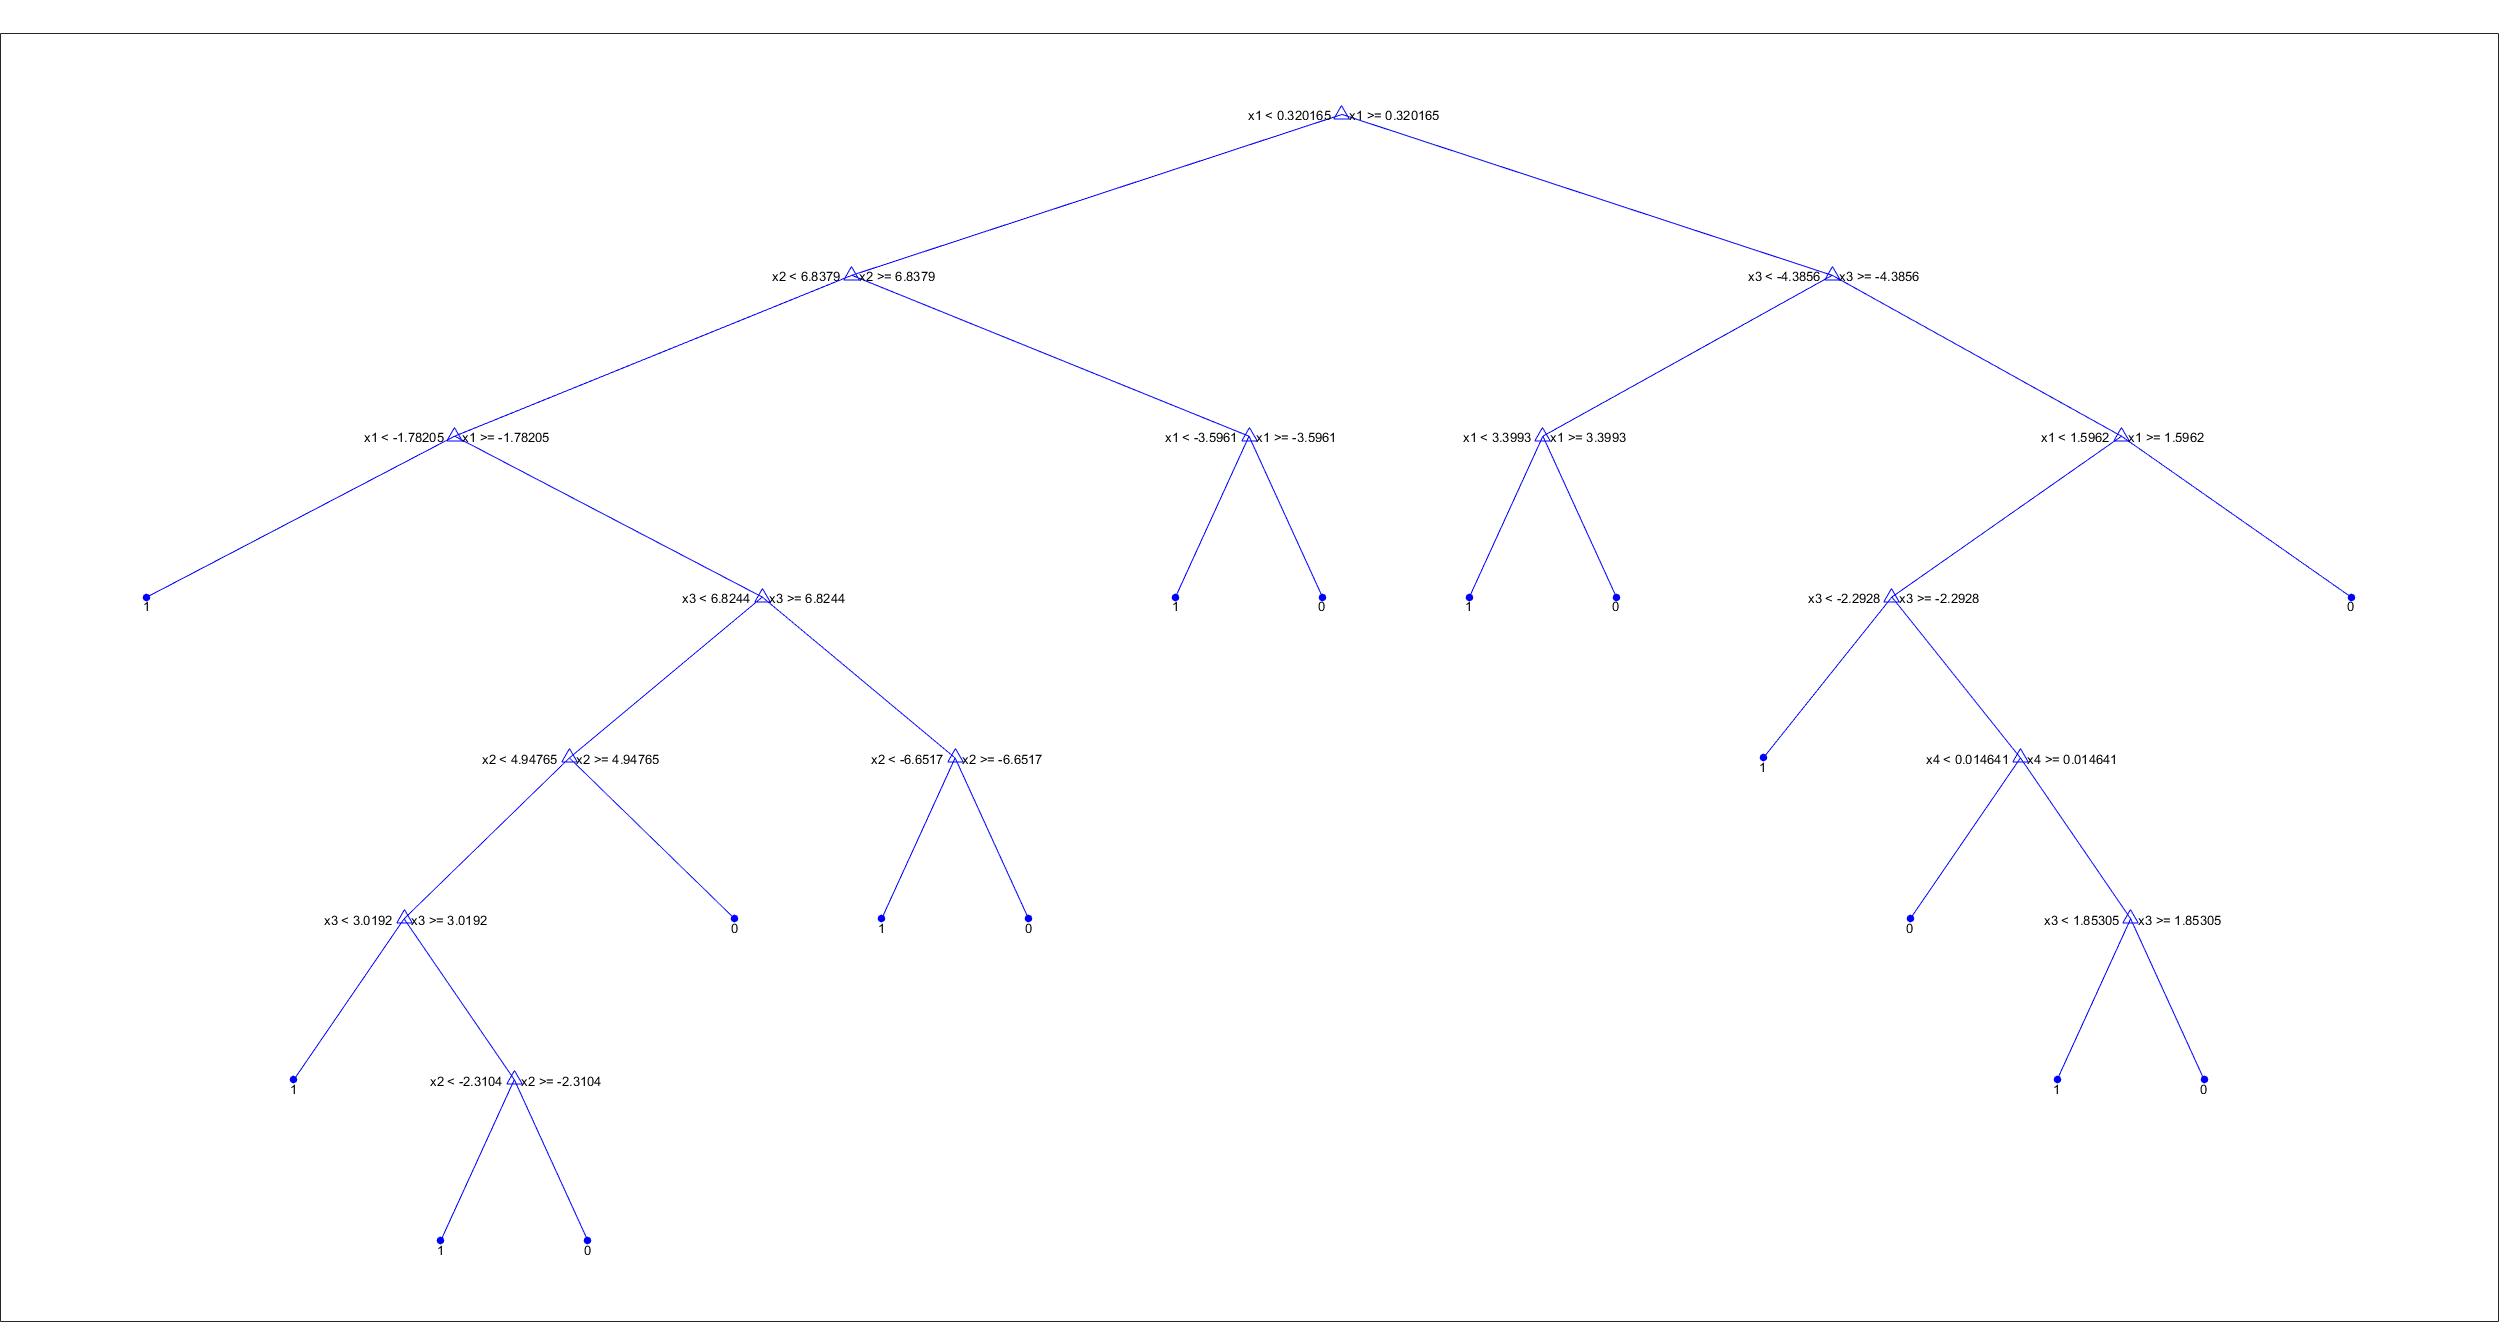 x1 < 0.320165 x1 >= 0.320165
x2 < 6.8379 x2 >= 6.8379 x3 < -4.3856 x3 >= -4.3856
x1 < -1.78205 x1 >= -1.78205 x1 < -3.5961 x1 >= -3.5961 x1 < 3.3993 x1 >= 3.3993 x1 < 1.5962 x1 >= 1.5962
1 x3 < 6.8244 x3 >= 6.8244 1 0 1 0 x3 < -2.2928 x3 >= -2.2928 0
x2 < 4.94765 x2 >= 4.94765 x2 < -6.6517 x2 >= -6.6517 1 x4 < 0.014641 x4 >= 0.014641
x3 < 3.0192 x3 >= 3.0192 0 1 0 0 x3 < 1.85305 x3 >= 1.85305
1 x2 < -2.3104 x2 >= -2.3104 1 0
1 0